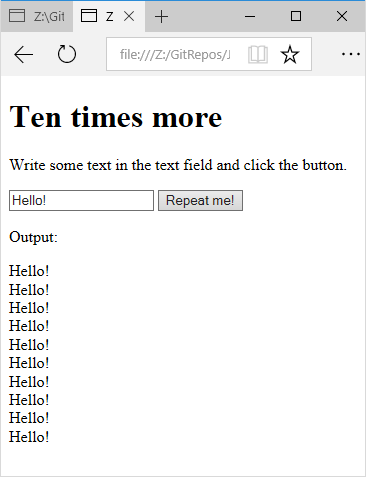 Z:\Git
Z
file:///Z:/GitRepos/J
Ten times more
Write some text in the text field and click the button.
Hello!
Repeat me!
Output:
Hello!
Hello!
Hello!
Hello!
Hello!
Hello!
Hello!
Hello!
Hello!
Hello!